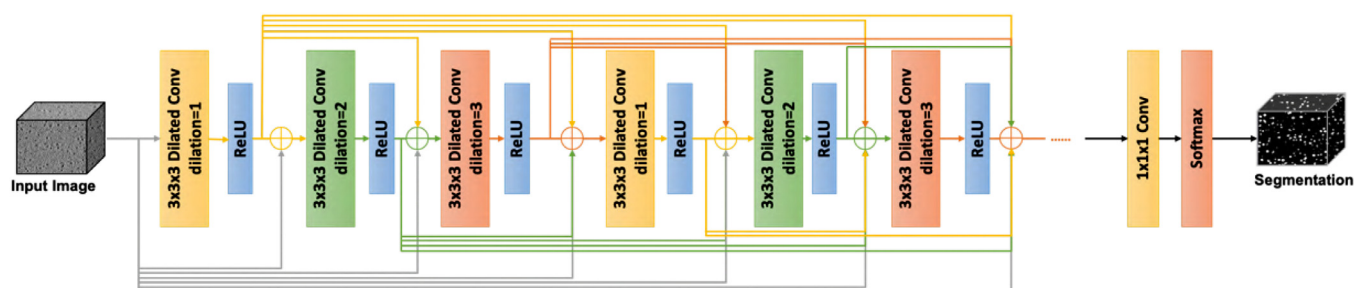 Input Image
3x3x3 Dilated Conv
dilation=1
ReLU
3x3x3 Dilated Conv
dilation=2
ReLU
3x3x3 Dilated Conv
dilation=3
ReLU
3x3x3 Dilated Conv
dilation=1
ReLU
3x3x3 Dilated Conv
dilation=2
ReLU
3x3x3 Dilated Conv
dilation=3
ReLU
1x1x1 Conv
Softmax
Segmentation